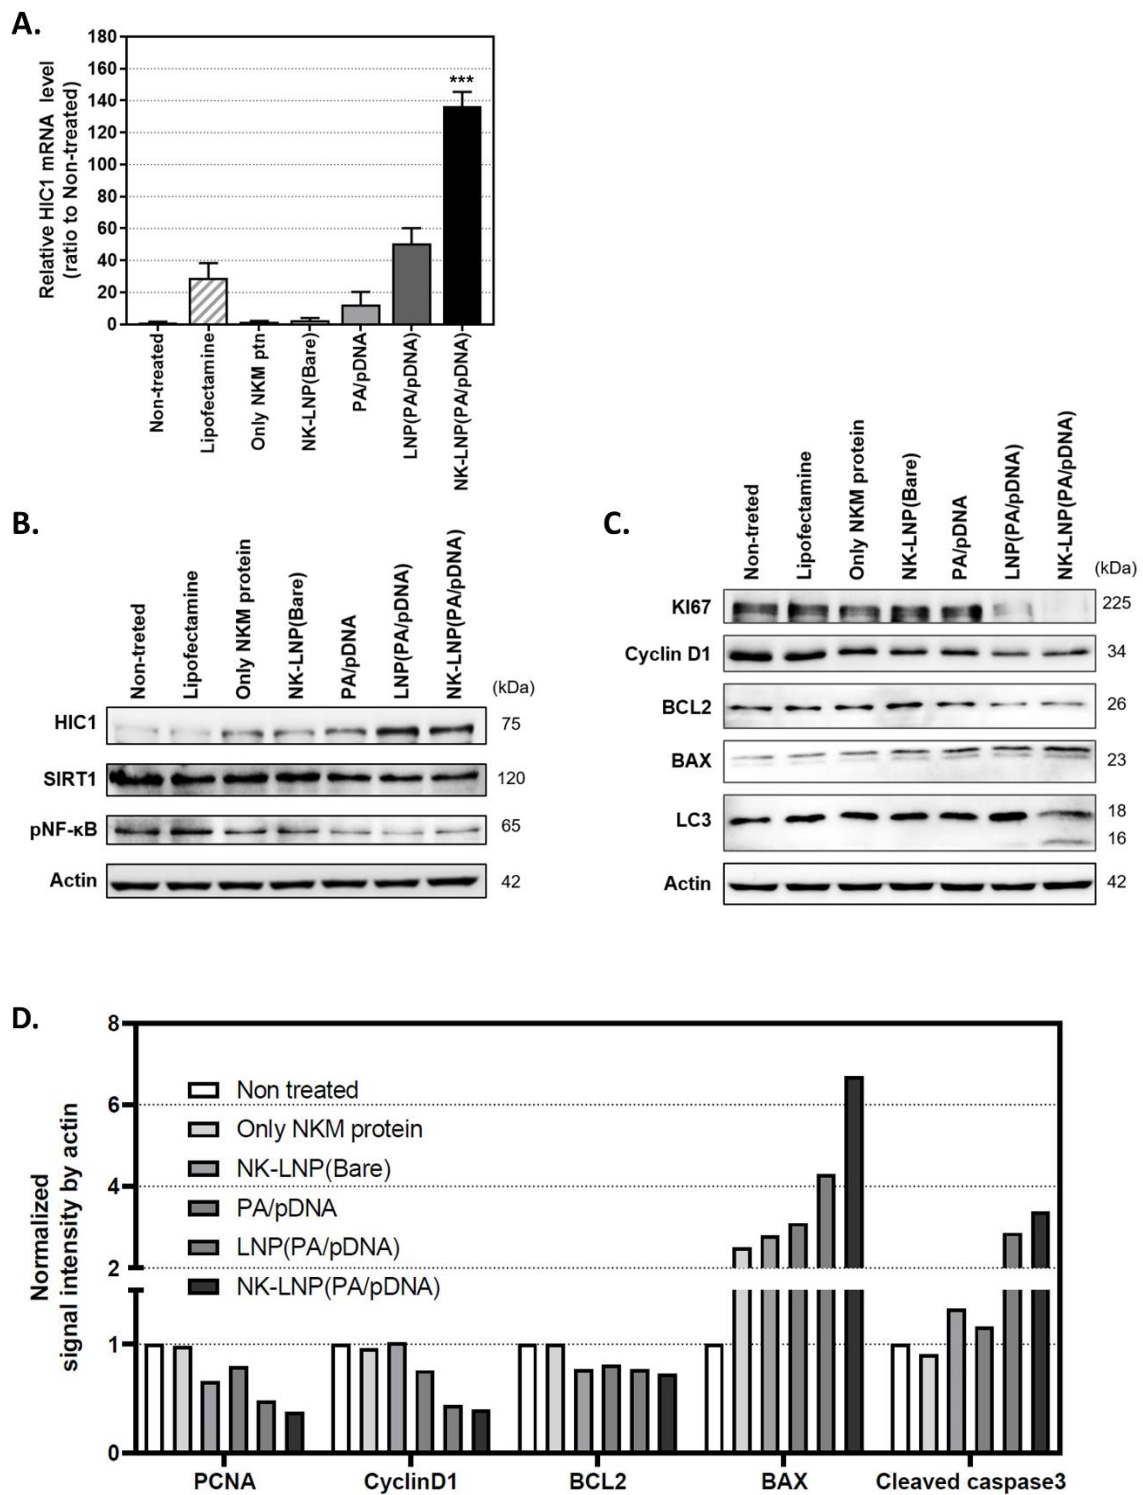 A.
180
160
140
120
100
80
60
40
20
0
Relative HIC1 mRNA level
(ratio to Non-treated)
***
Non-treated
Lipofectamine
Only NKM ptn
NK-LNP(Bare)
PA/pDNA
LNP(PA/pDNA)
NK-LNP(PA/pDNA)
B.
Non-treted
Lipofectamine
Only NKM protein
NK-LNP(Bare)
PA/pDNA
LNP(PA/pDNA)
NK-LNP(PA/pDNA)
(kDa)
HIC1 75
SIRT1 120
pNF-κB 65
Actin 42
C.
Non-treted
Lipofectamine
Only NKM protein
NK-LNP(Bare)
PA/pDNA
LNP(PA/pDNA)
NK-LNP(PA/pDNA)
(kDa)
KI67 225
Cyclin D1 34
BCL2 26
BAX 23
LC3 18
16
Actin 42
D.
8
6
4
2
1
0
Normalized
signal intensity by actin
Non treated
Only NKM protein
NK-LNP(Bare)
PA/pDNA
LNP(PA/pDNA)
NK-LNP(PA/pDNA)
PCNA CyclinD1 BCL2 BAX Cleaved caspase3